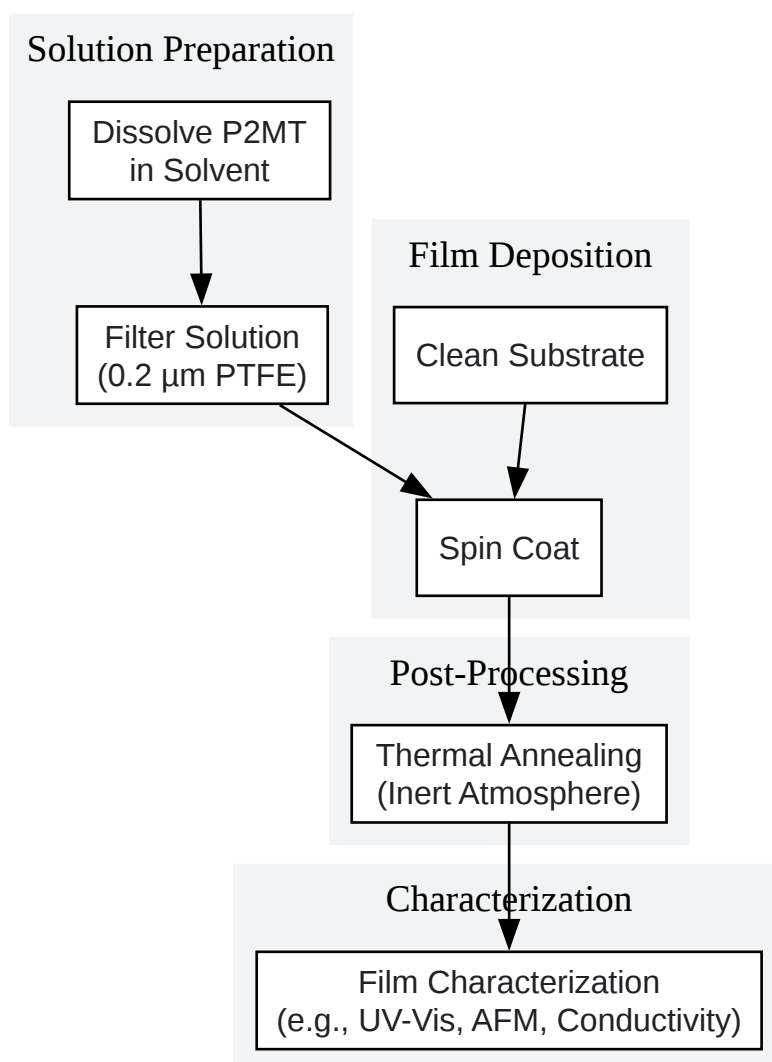 Solution Preparation
Dissolve P2MT
in Solvent
Filter Solution
(0.2 µm PTFE)
Film Deposition
Clean Substrate
Spin Coat
Post-Processing
Thermal Annealing
(Inert Atmosphere)
Characterization
Film Characterization
(e.g., UV-Vis, AFM, Conductivity)